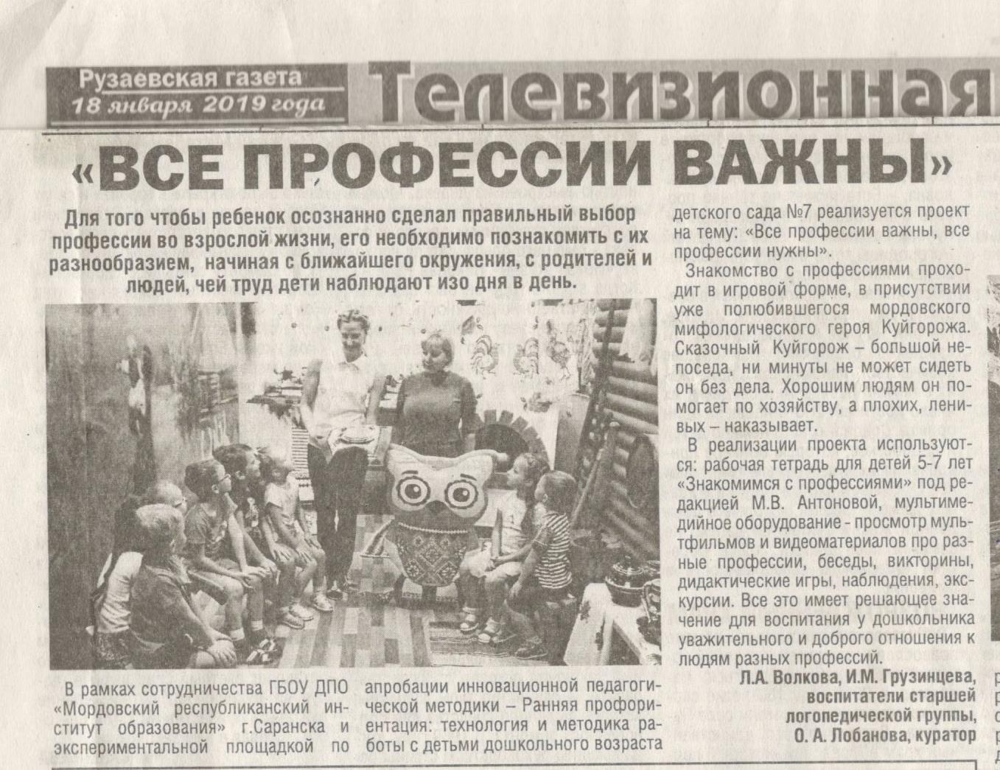 Рузаевская газета
18 января 2019 года
Телевизионная
«ВСЕ ПРОФЕССИИ ВАЖНЫ»
Для того чтобы ребенок осознанно сделал правильный выбор
профессии во взрослой жизни, его необходимо познакомить с их
разнообразием, начиная с ближайшего окружения, с родителей и
людей, чей труд дети наблюдают изо дня в день.
В рамках сотрудничества ГБОУ ДПО
«Мордовский республиканский ин-
ститут образования» г.Саранска и
экспериментальной площадкой по
апробации инновационной педагоги-
ческой методики – Ранняя профори-
ентация: технология и методика ра-
боты с детьми дошкольного возраста
детского сада №7 реализуется проект
на тему: «Все профессии важны, все
профессии нужны».
Знакомство с профессиями прохо-
дит в игровой форме, в присутствии
уже полюбившегося мордовского
мифологического героя Куйгорожа.
Сказочный Куйгорож – большой не-
поседа, ни минуты не может сидеть
он без дела. Хорошим людям он по-
могает по хозяйству, а плохих, лени-
вых – наказывает.
В реализации проекта используют-
ся: рабочая тетрадь для детей 5-7 лет
«Знакомимся с профессиями» под ре-
дакцией М.В. Антоновой, мультиме-
дийное оборудование - просмотр муль-
тфильмов и видеоматериалов про раз-
ные профессии, беседы, викторины,
дидактические игры, наблюдения, экс-
курсии. Все это имеет решающее зна-
чение для воспитания у дошкольника
уважительного и доброго отношения к
людям разных профессий.
Л.А. Волкова, И.М. Грузинцева,
воспитатели старшей
логопедической группы,
О. А. Лобанова, куратор